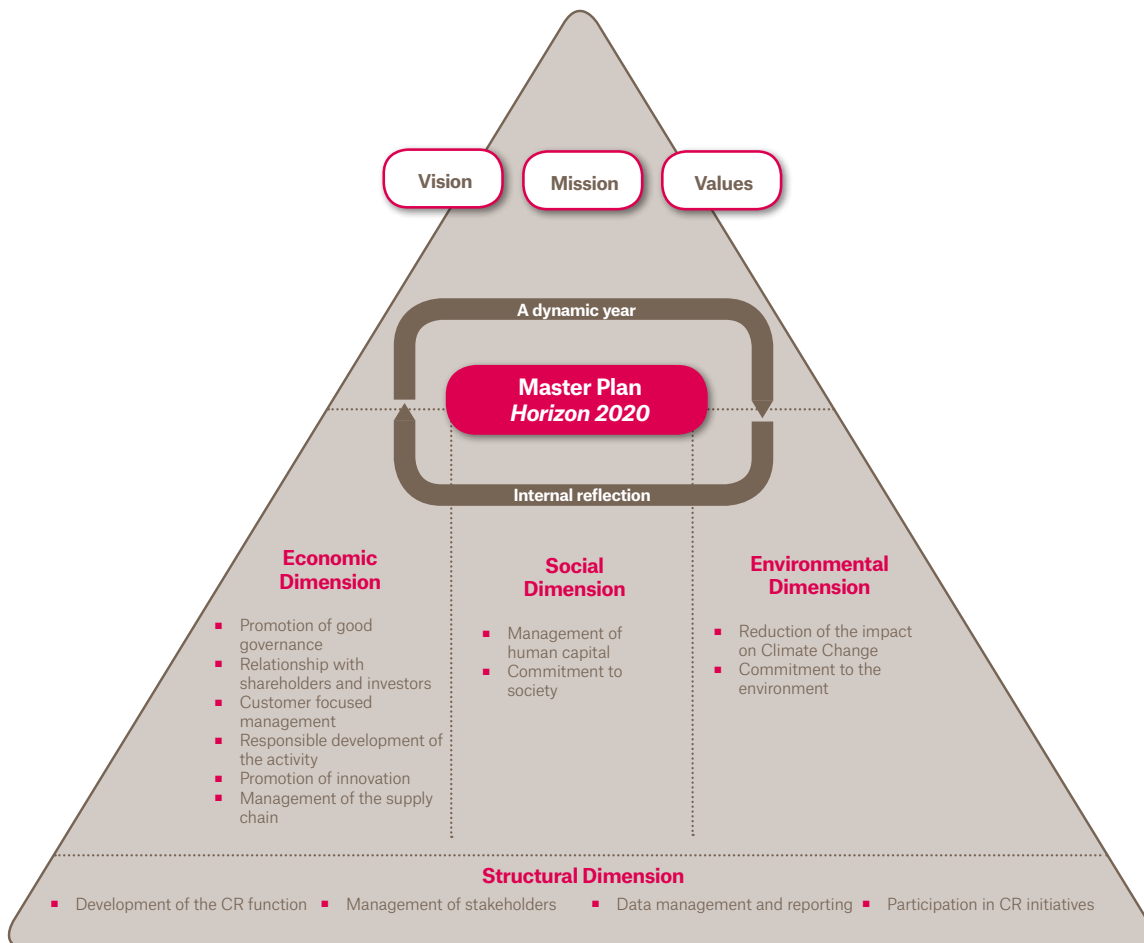 Vision
Mission
Values
A dynamic year
Master Plan
Horizon 2020
Internal reflection
Economic
Dimension
▪ Promotion of good
governance
▪ Relationship with
shareholders and investors
▪ Customer focused
management
▪ Responsible development of
the activity
▪ Promotion of innovation
▪ Management of the supply
chain
Social
Dimension
▪ Management of
human capital
▪ Commitment to
society
Environmental
Dimension
▪ Reduction of the impact
on Climate Change
▪ Commitment to the
environment
Structural Dimension
▪ Development of the CR function ▪ Management of stakeholders ▪ Data management and reporting ▪ Participation in CR initiatives